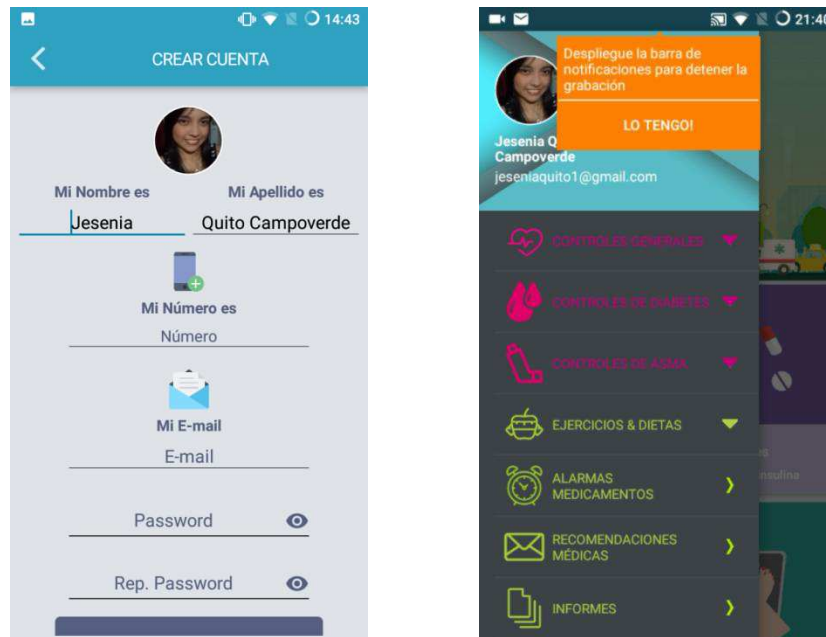 14:43
CREAR CUENTA
Mi Nombre es
Mi Apellido es
Jesenia
Quito Campoverde
Mi Número es
Número
Mi E-mail
E-mail
Password
Rep. Password
21:40
Despliegue la barra de
notificaciones para detener la
grabación
LO TENGO!
Jesenia Q
Campoverde
jeseniaquito1@gmail.com
CONTROLES GENERALES
CONTROLES DE DIABETES
CONTROLES DE ASMA
EJERCICIOS & DIETAS
ALARMAS
MEDICAMENTOS
RECOMENDACIONES
MÉDICAS
INFORMES
es
nsulina